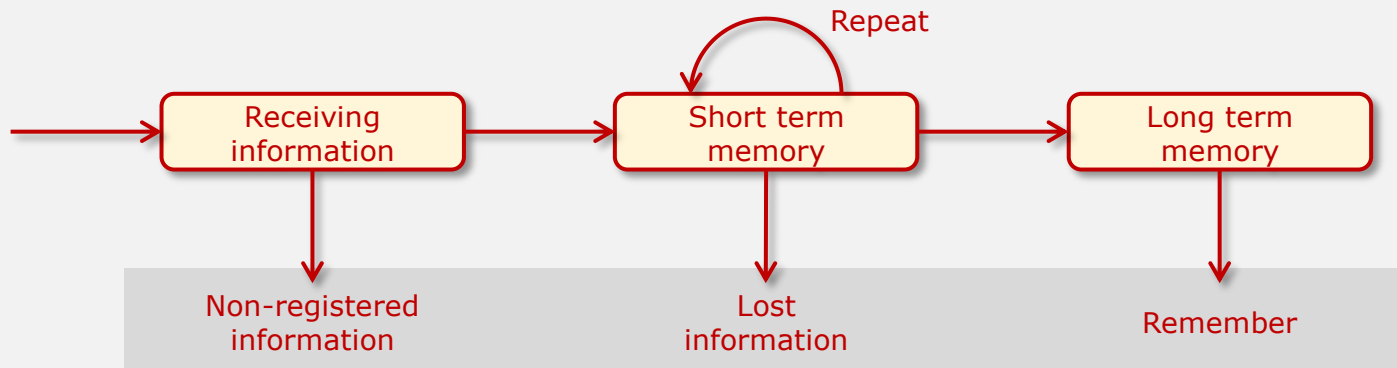 Repeat
Receiving
information
Short term
memory
Long term
memory
Non-registered
information
Lost
information
Remember